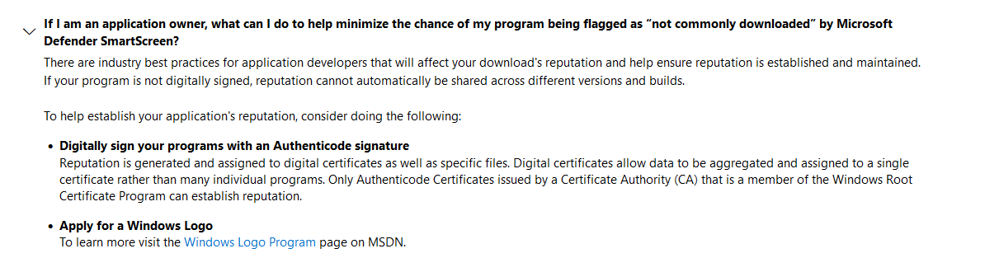 If I am an application owner, what can I do to help minimize the chance of my program being flagged as “not commonly downloaded” by Microsoft
Defender SmartScreen?
There are industry best practices for application developers that will affect your download's reputation and help ensure reputation is established and maintained.
If your program is not digitally signed, reputation cannot automatically be shared across different versions and builds.
To help establish your application's reputation, consider doing the following:
• Digitally sign your programs with an Authenticode signature
Reputation is generated and assigned to digital certificates as well as specific files. Digital certificates allow data to be aggregated and assigned to a single
certificate rather than many individual programs. Only Authenticode Certificates issued by a Certificate Authority (CA) that is a member of the Windows Root
Certificate Program can establish reputation.
• Apply for a Windows Logo
To learn more visit the Windows Logo Program page on MSDN.